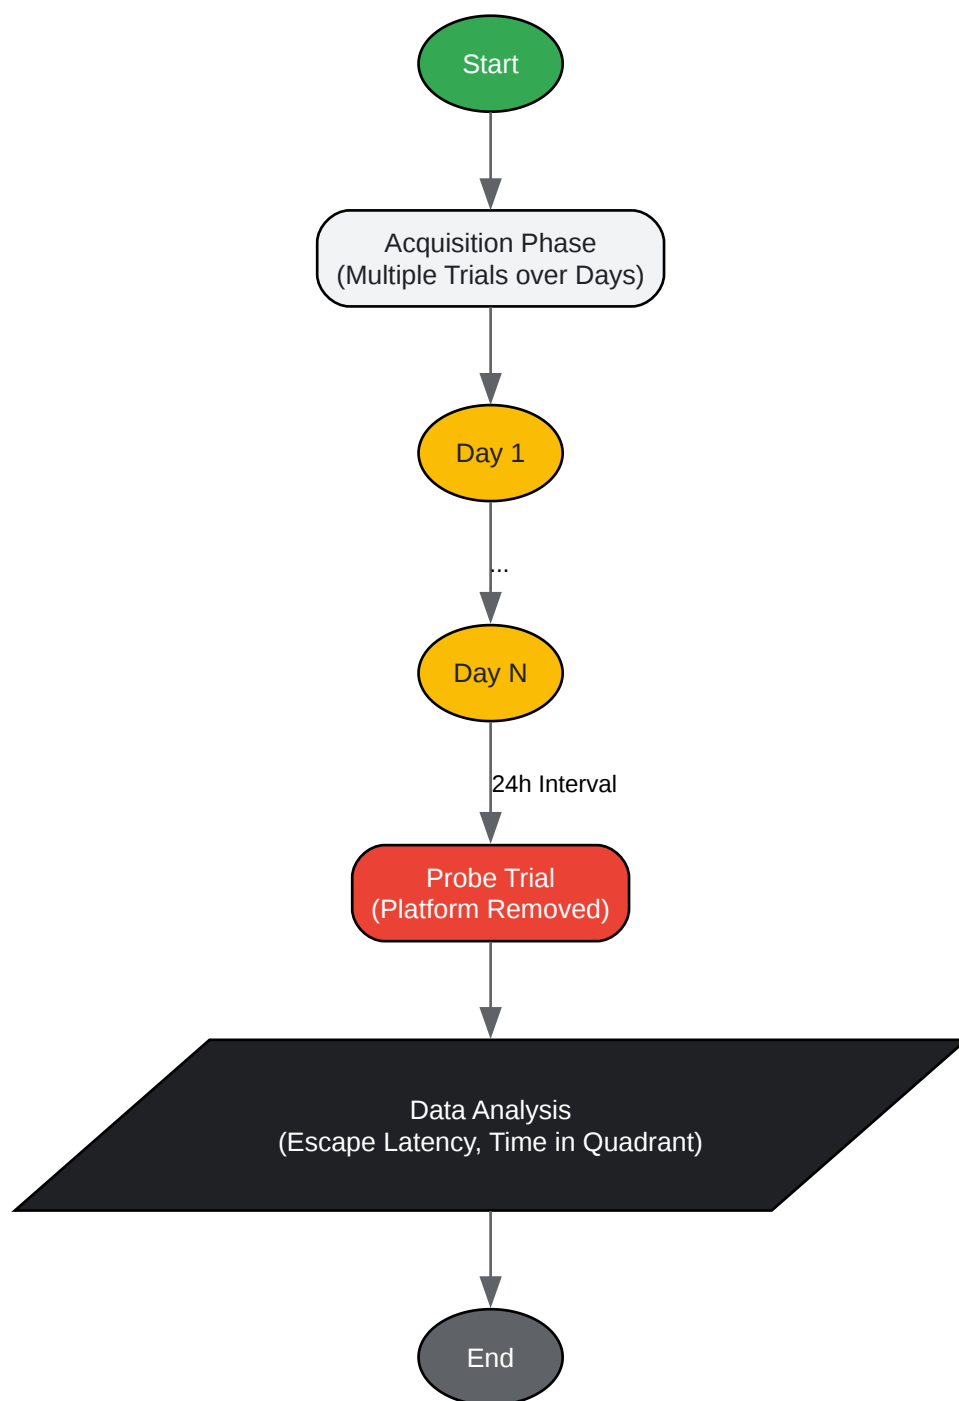 Start
Acquisition Phase
(Multiple Trials over Days)
Day 1
...
Day N
24h Interval
Probe Trial
(Platform Removed)
Data Analysis
(Escape Latency, Time in Quadrant)
End